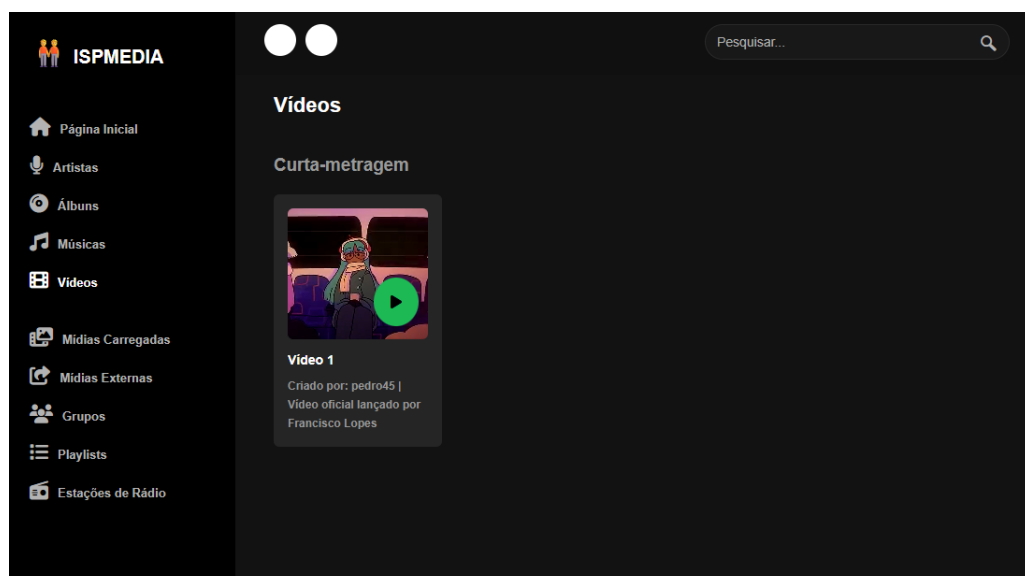 ISPMEDIA
Pesquisar...
Página Inicial
Artistas
Álbuns
Músicas
Vídeos
Mídias Carregadas
Mídias Externas
Grupos
Playlists
Estações de Rádio
Vídeos
Curta-metragem
Vídeo 1
Criado por: pedro45 |
Vídeo oficial lançado por
Francisco Lopes